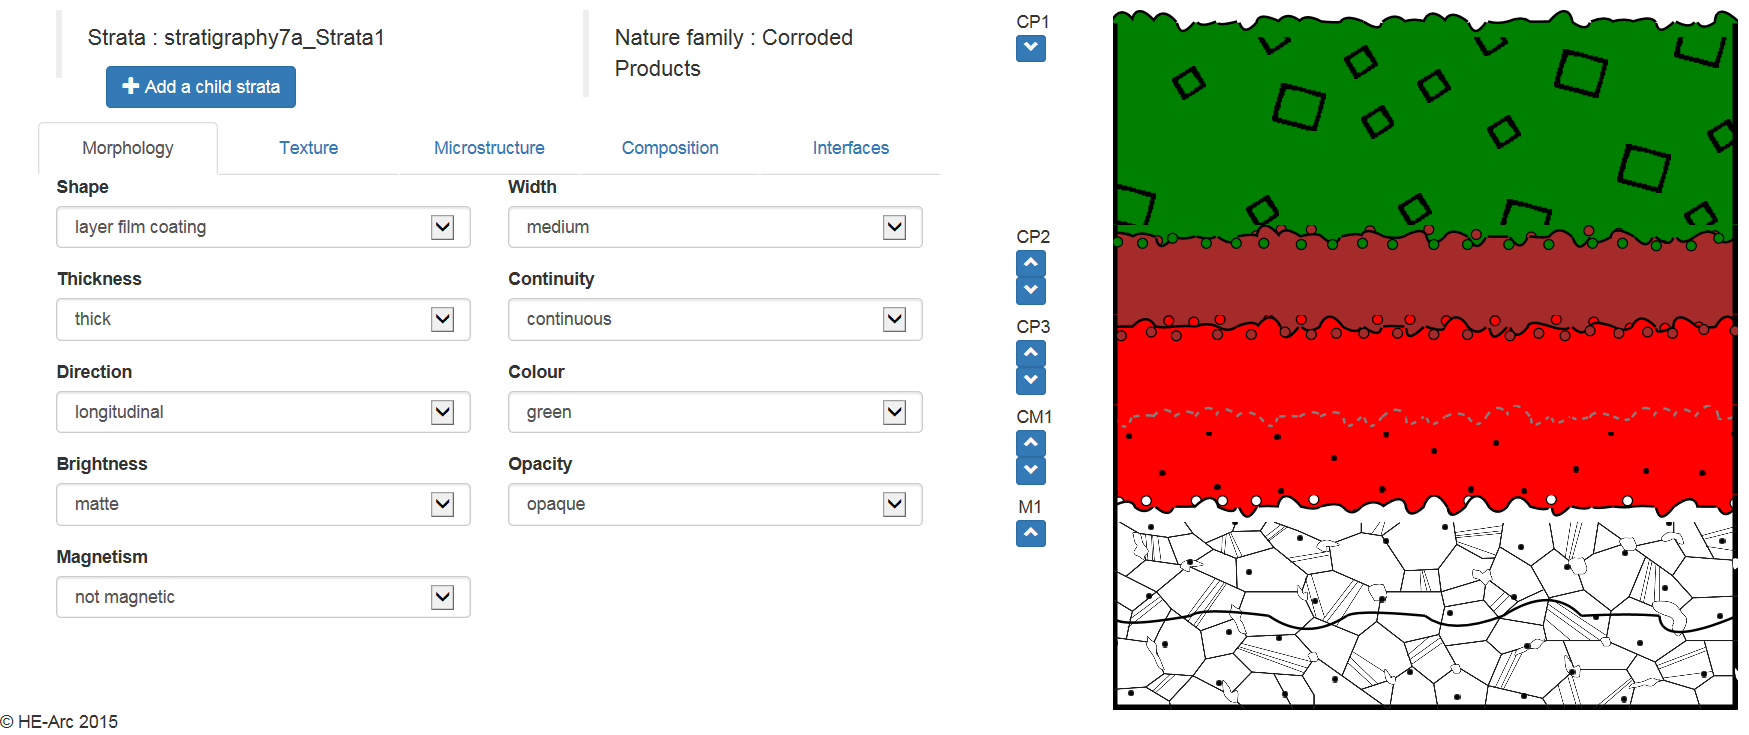 Strata : stratigraphy7a_Strata1
Nature family : Corroded
Products
Add a child strata
Morphology
Texture
Microstructure
Composition
Interfaces
Shape
Width
layer film coating
medium
Thickness
Continuity
thick
continuous
Direction
Colour
longitudinal
green
Brightness
Opacity
matte
opaque
Magnetism
not magnetic
CP1
CP2
CP3
CM1
M1
© HE-Arc 2015